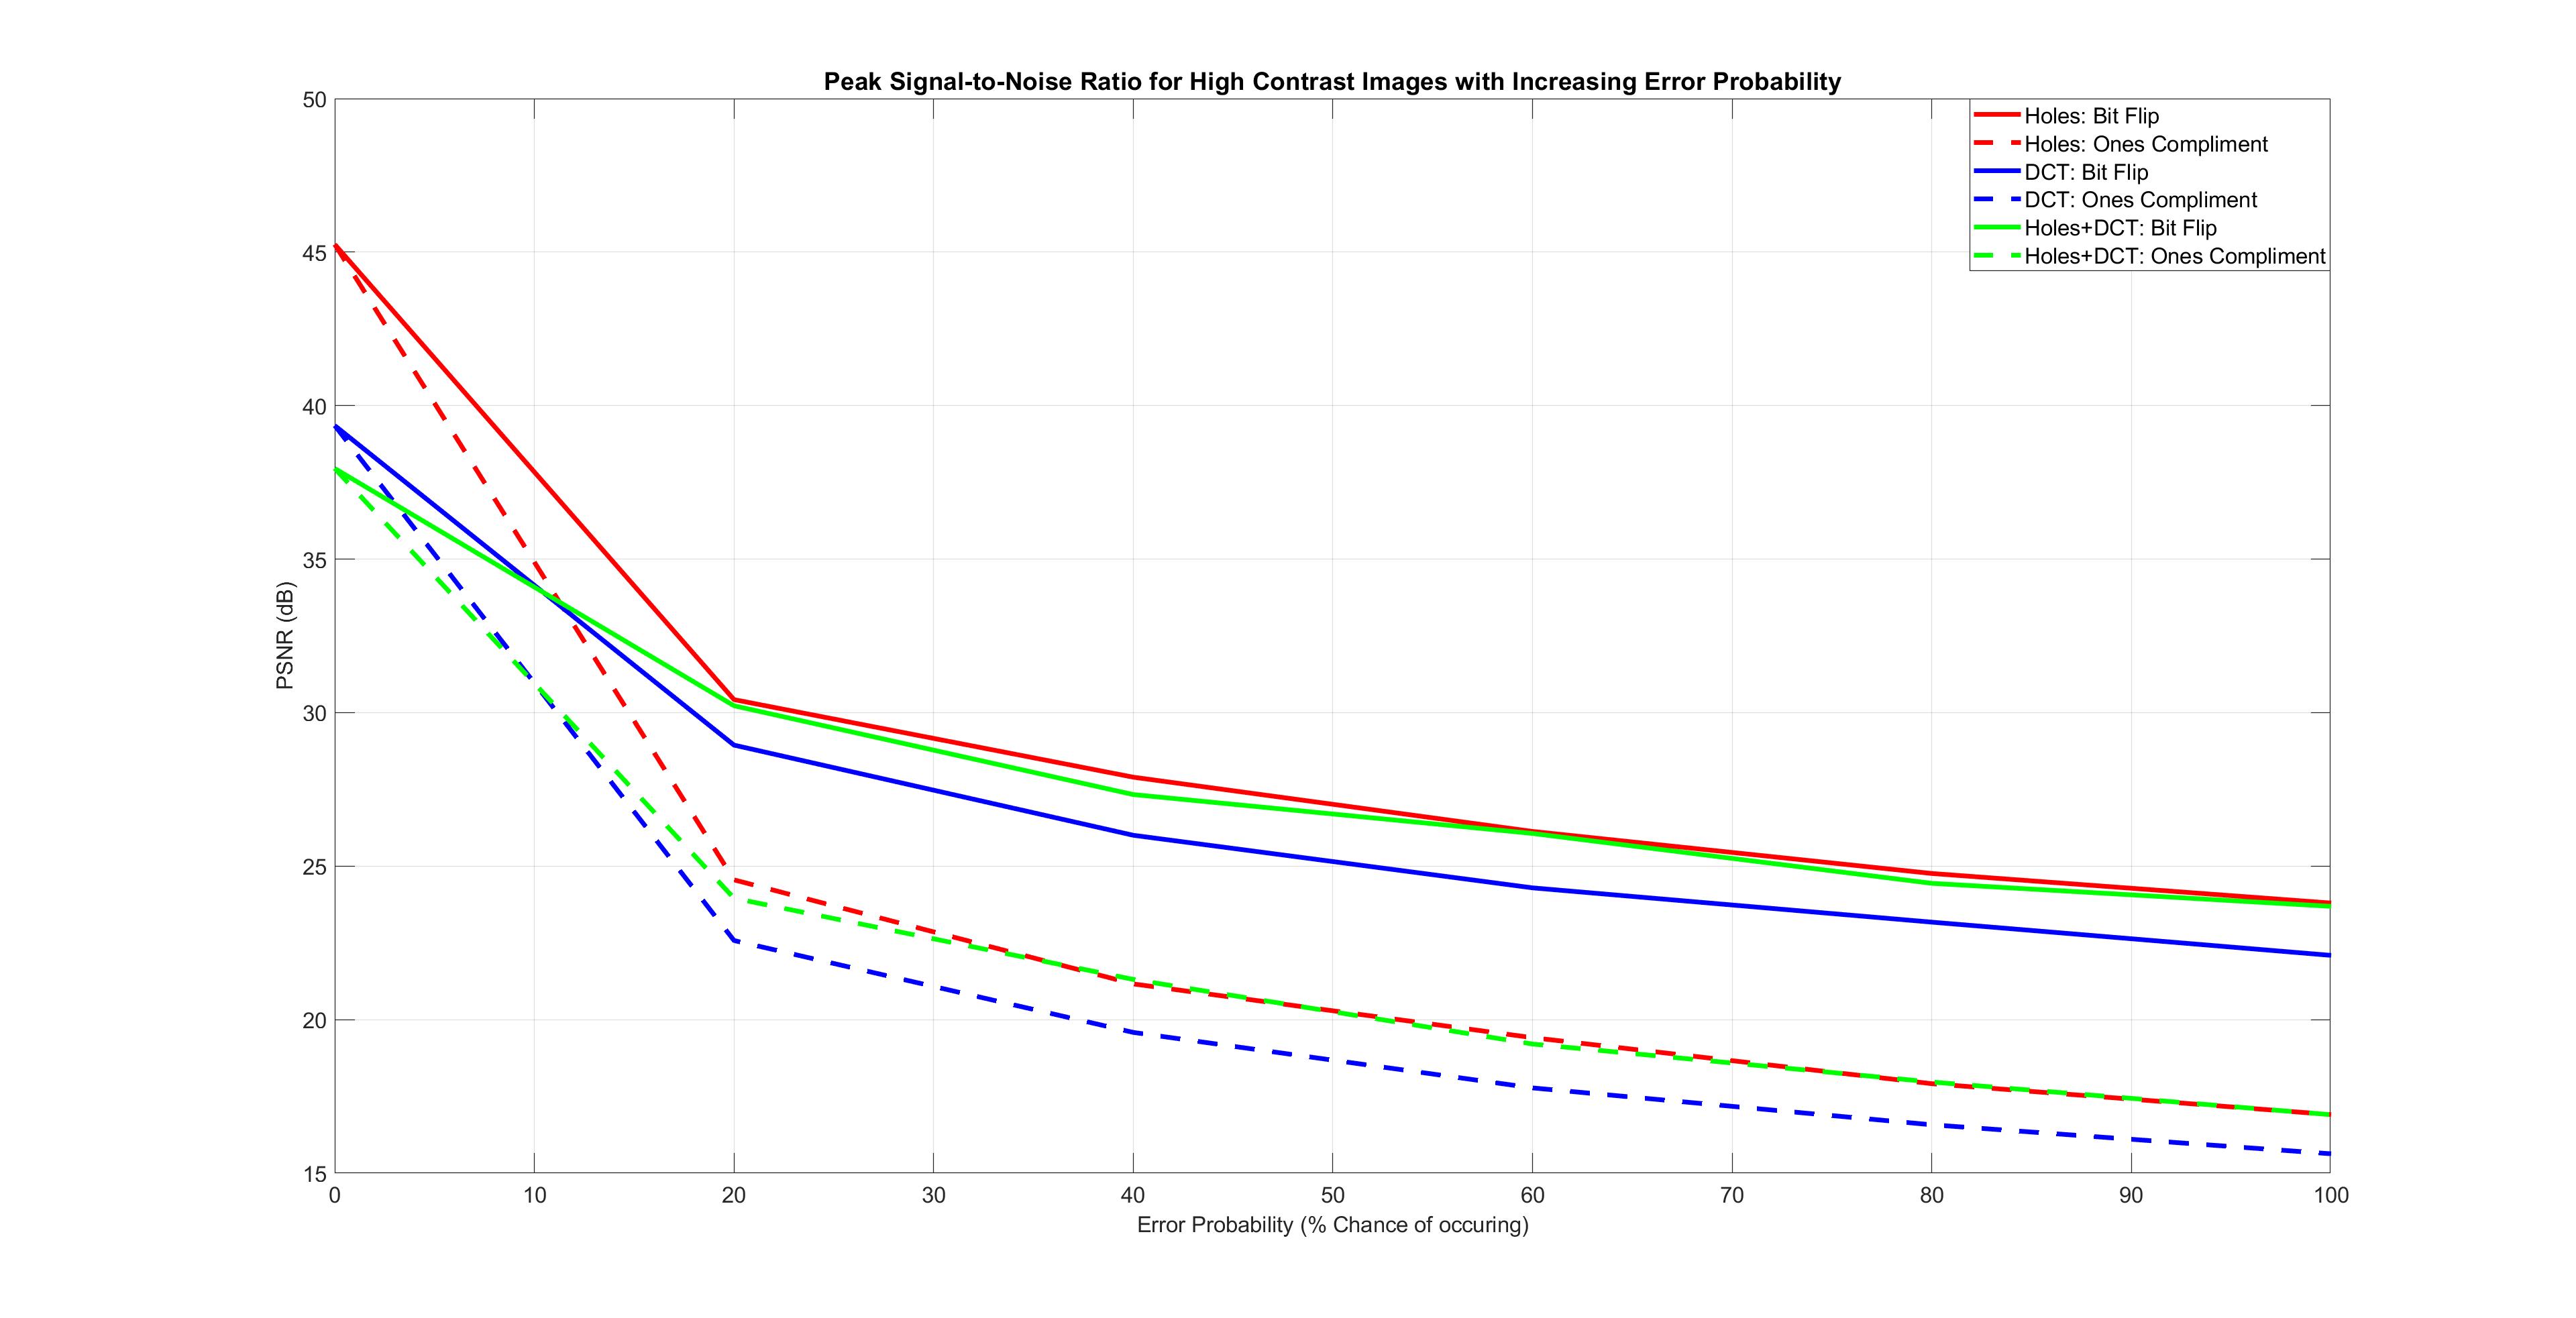 Peak Signal-to-Noise Ratio for High Contrast Images with Increasing Error Probability
Holes: Bit Flip
Holes: Ones Compliment
DCT: Bit Flip
DCT: Ones Compliment
Holes+DCT: Bit Flip
Holes+DCT: Ones Compliment
PSNR (dB)
50
45
40
35
30
25
20
15
0 10 20 30 40 50 60 70 80 90 100
Error Probability (% Chance of occuring)